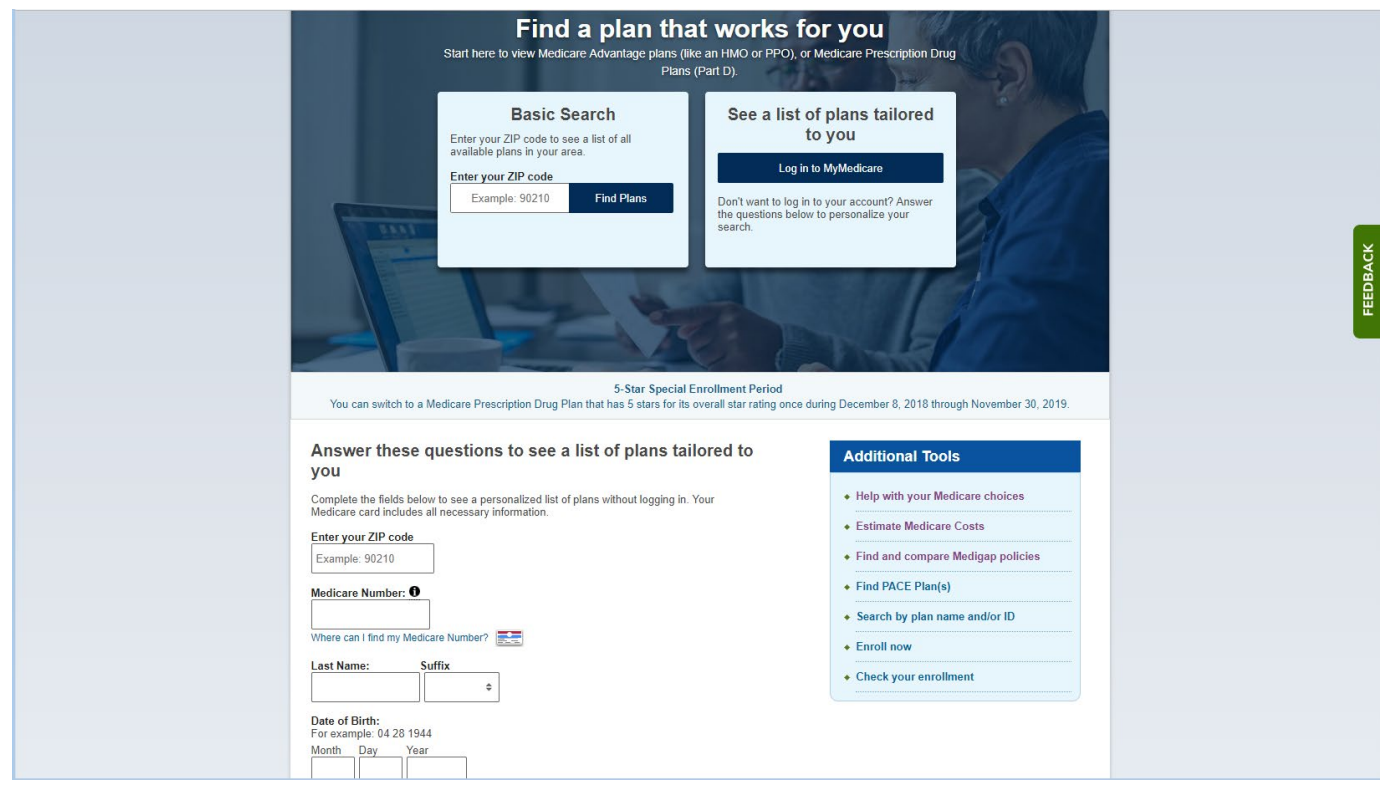 Find a plan that works for you
Start here to view Medicare Advantage plans (like an HMO or PPO), or Medicare Prescription Drug
Plans (Part D).
Basic Search
Enter your ZIP code to see a list of all
available plans in your area.
Enter your ZIP code
Example: 90210
Find Plans
See a list of plans tailored
to you
Log in to MyMedicare
Don't want to log in to your account? Answer
the questions below to personalize your
search.
FEEDBACK
5-Star Special Enrollment Period
You can switch to a Medicare Prescription Drug Plan that has 5 stars for its overall star rating once during December 8, 2018 through November 30, 2019.
Answer these questions to see a list of plans tailored to
you
Complete the fields below to see a personalized list of plans without logging in. Your
Medicare card includes all necessary information.
Enter your ZIP code
Example: 90210
Medicare Number:
Where can I find my Medicare Number?
Last Name: Suffix
Date of Birth:
For example: 04 28 1944
Month Day Year
Additional Tools
Help with your Medicare choices
Estimate Medicare Costs
Find and compare Medigap policies
Find PACE Plan(s)
Search by plan name and/or ID
Enroll now
Check your enrollment